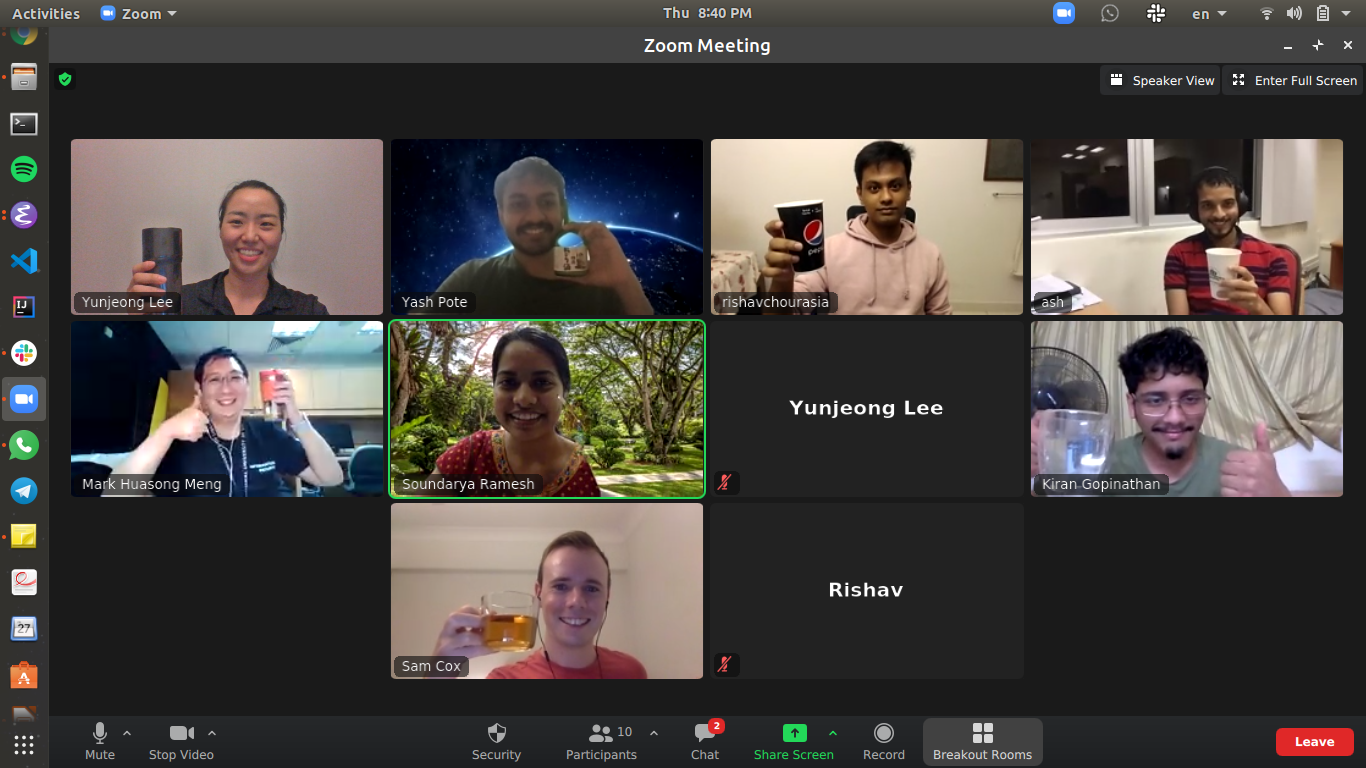 Activities Zoom Thu 8:40 PM en
Zoom Meeting
Speaker View Enter Full Screen
pepsi
Yunjeong Lee Yash Pote rishavchourasia ash
Yunjeong Lee
Mark Huasong Meng Soundarya Ramesh Kiran Gopinathan
Rishav
Sam Cox
27
10 2
Mute Stop Video Security Participants Chat Share Screen Record Breakout Rooms Leave